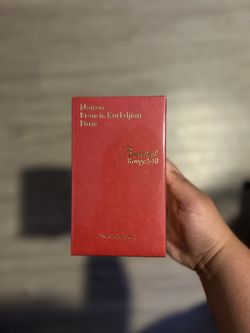 Maison
Francis Kurkdjian
Paris
Baccarat
Rouge 540